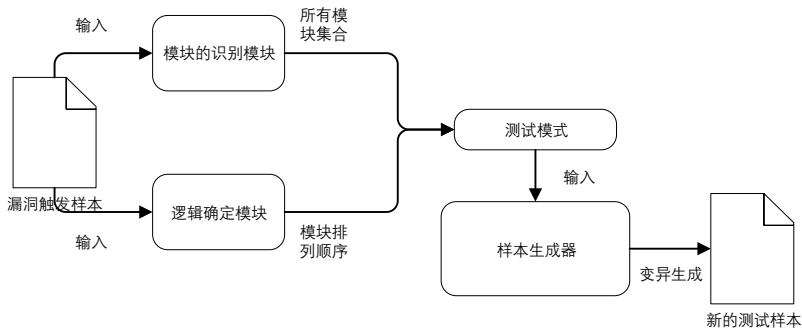 输入
模块的识别模块
所有模
块集合
漏洞触发样本
输入
逻辑确定模块
模块排
列顺序
测试模式
输入
样本生成器
变异生成
新的测试样本